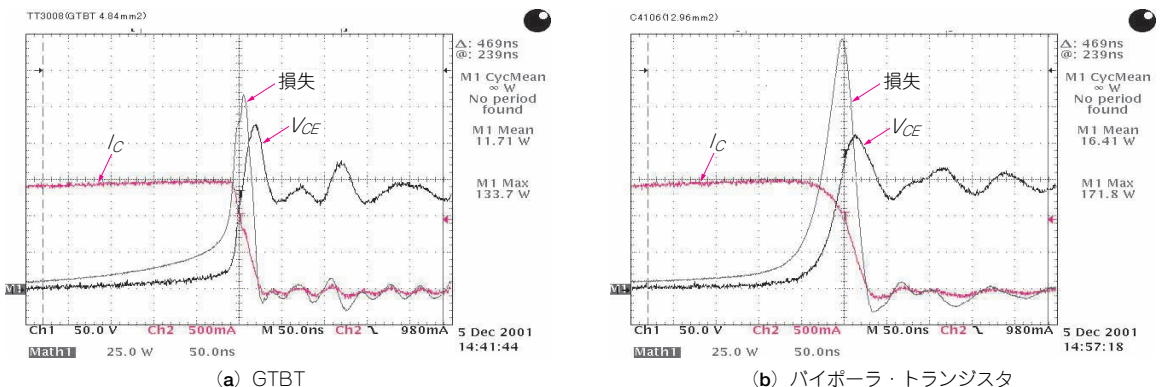 TT3008(GTBT 4.84mm2)
Δ: 469ns
@: 239ns
M1 CycMean
∞ W
No period
found
M1 Mean
11.71 W
M1 Max
133.7 W
損失
VCE
IC
M1
Ch1 50.0 V Ch2 500mA M 50.0ns Ch2 980mA
Math1 25.0 W 50.0ns
5 Dec 2001
14:41:44
(a) GTBT
C4106(12.96mm2)
Δ: 469ns
@: 239ns
M1 CycMean
∞ W
No period
found
M1 Mean
16.41 W
M1 Max
171.8 W
損失
VCE
IC
M1
Ch1 50.0 V Ch2 500mA M 50.0ns Ch2 980mA
Math1 25.0 W 50.0ns
5 Dec 2001
14:57:18
(b) バイポーラ・トランジスタ